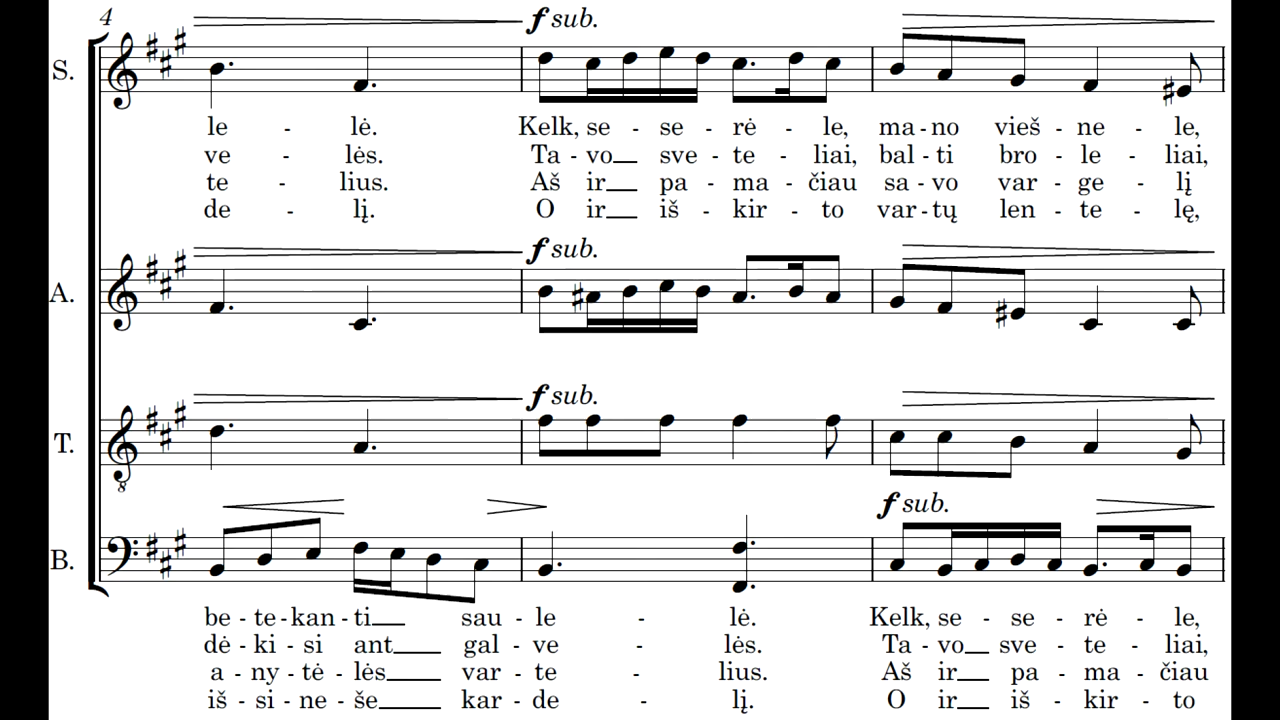 4
f sub.
S.
le - lė. Kelk, se - se - rė - le, ma - no vieš - ne - le,
ve - lės. Ta - vo sve - te - liai, bal - ti bro - le - liai,
te - lius. Aš ir pa - ma - čiau sa - vo var - ge - lį
de - lį. O ir iš - kir - to var - tų len - te - lę,
f sub.
A.
f sub.
T.
8
f sub.
B.
be - te - kan - ti sau - le - lė. Kelk, se - se - rė - le,
dė - ki - si ant gal - ve - lės. Ta - vo sve - te - liai,
a - ny - tė - lės var - te - lius. Aš ir pa - ma - čiau
iš - si - ne - še kar - de - lį. O ir iš - kir - to